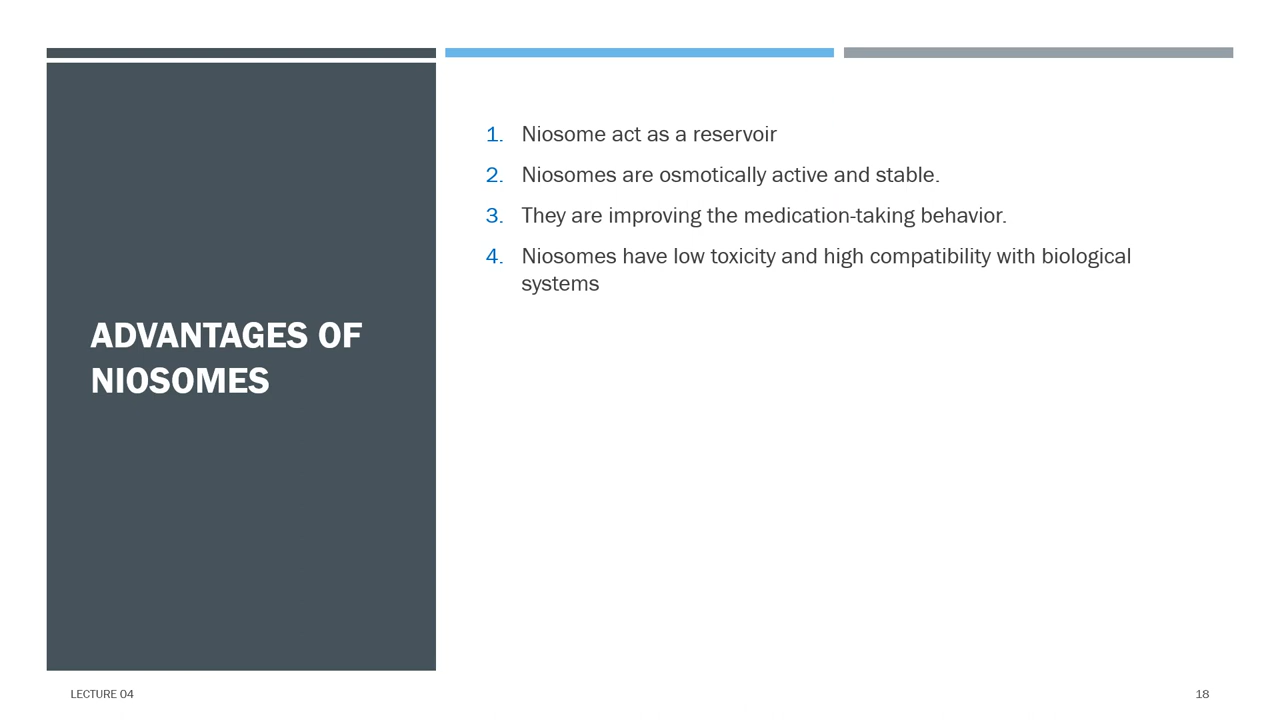 ADVANTAGES OF
NIOSOMES
1. Niosome act as a reservoir
2. Niosomes are osmotically active and stable.
3. They are improving the medication-taking behavior.
4. Niosomes have low toxicity and high compatibility with biological
systems
LECTURE 04
18